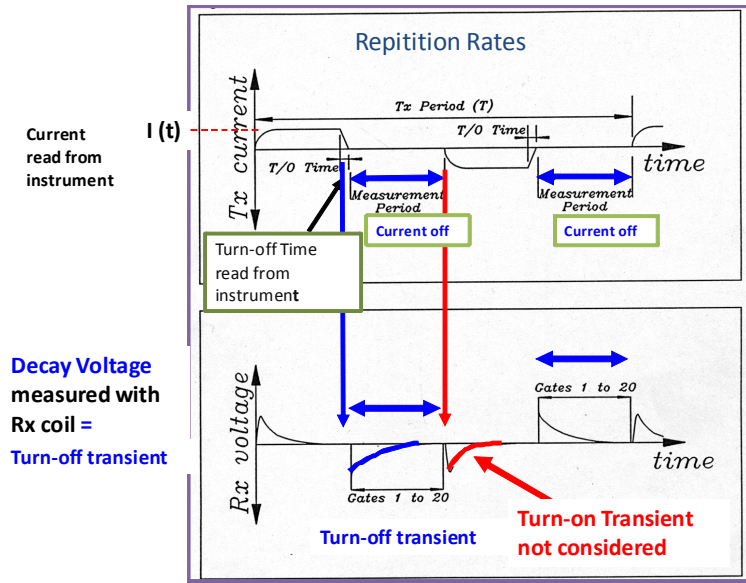 Repitition Rates
Tx current
Current
read from
instrument
I (t)
Tx Period (T)
T/O Time
T/O Time
time
Measurement
Period
Measurement
Period
Current off
Current off
Turn-off Time
read from
instrument
Decay Voltage
measured with
Rx coil =
Turn-off transient
Rx voltage
Gates 1 to 20
Gates 1 to 20
time
Turn-off transient
Turn-on Transient
not considered